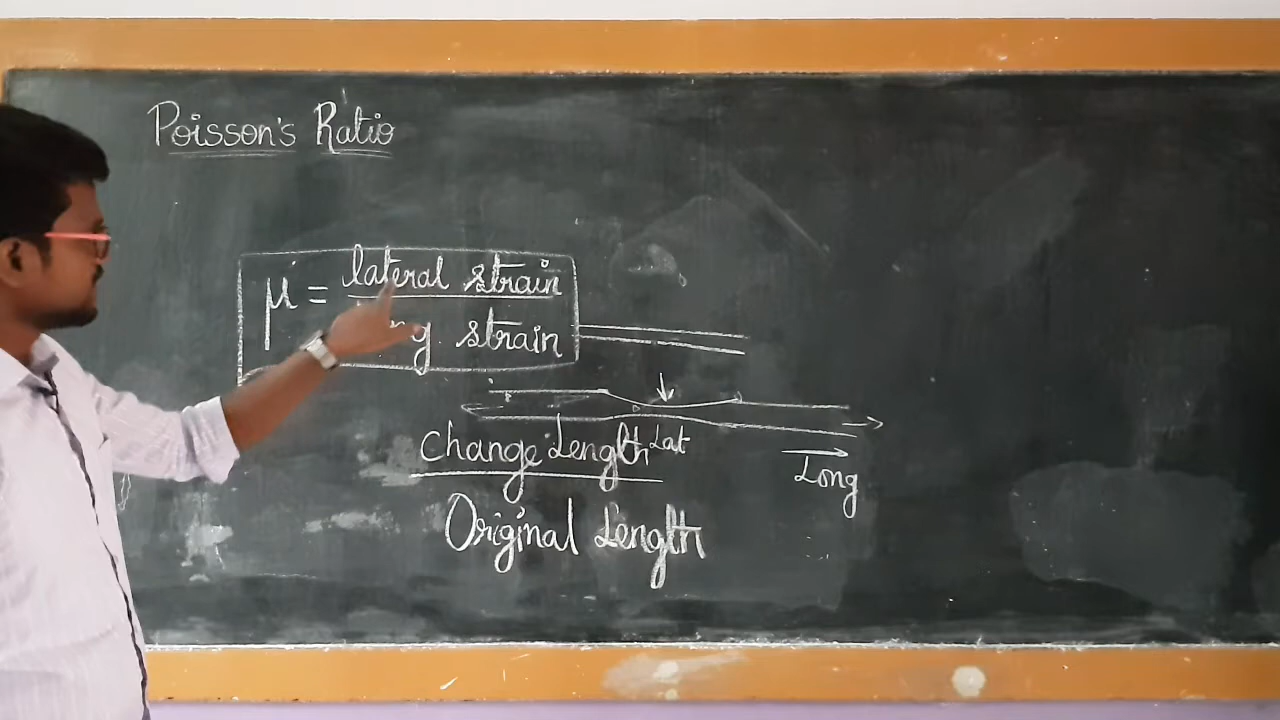 Poisson's Ratio
μ = lateral strain
strain
Lat
Change Length
Long
Original Length